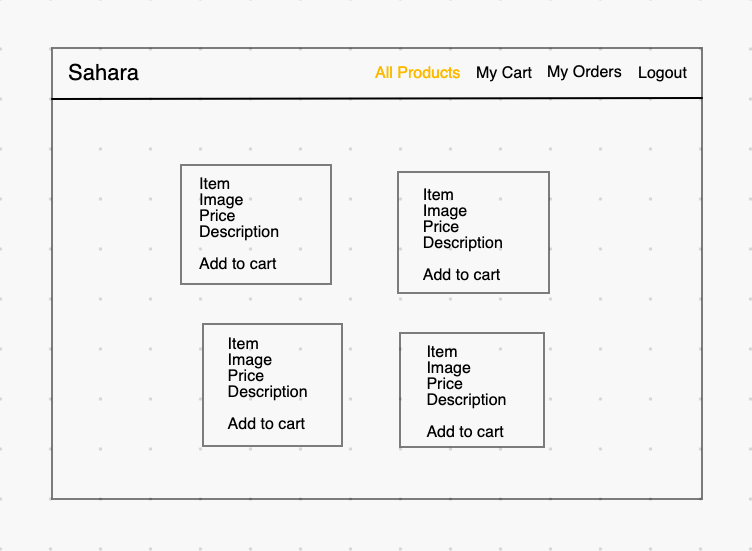 Sahara
All Products My Cart My Orders Logout
Item
Image
Price
Description
Add to cart
Item
Image
Price
Description
Add to cart
Item
Image
Price
Description
Add to cart
Item
Image
Price
Description
Add to cart